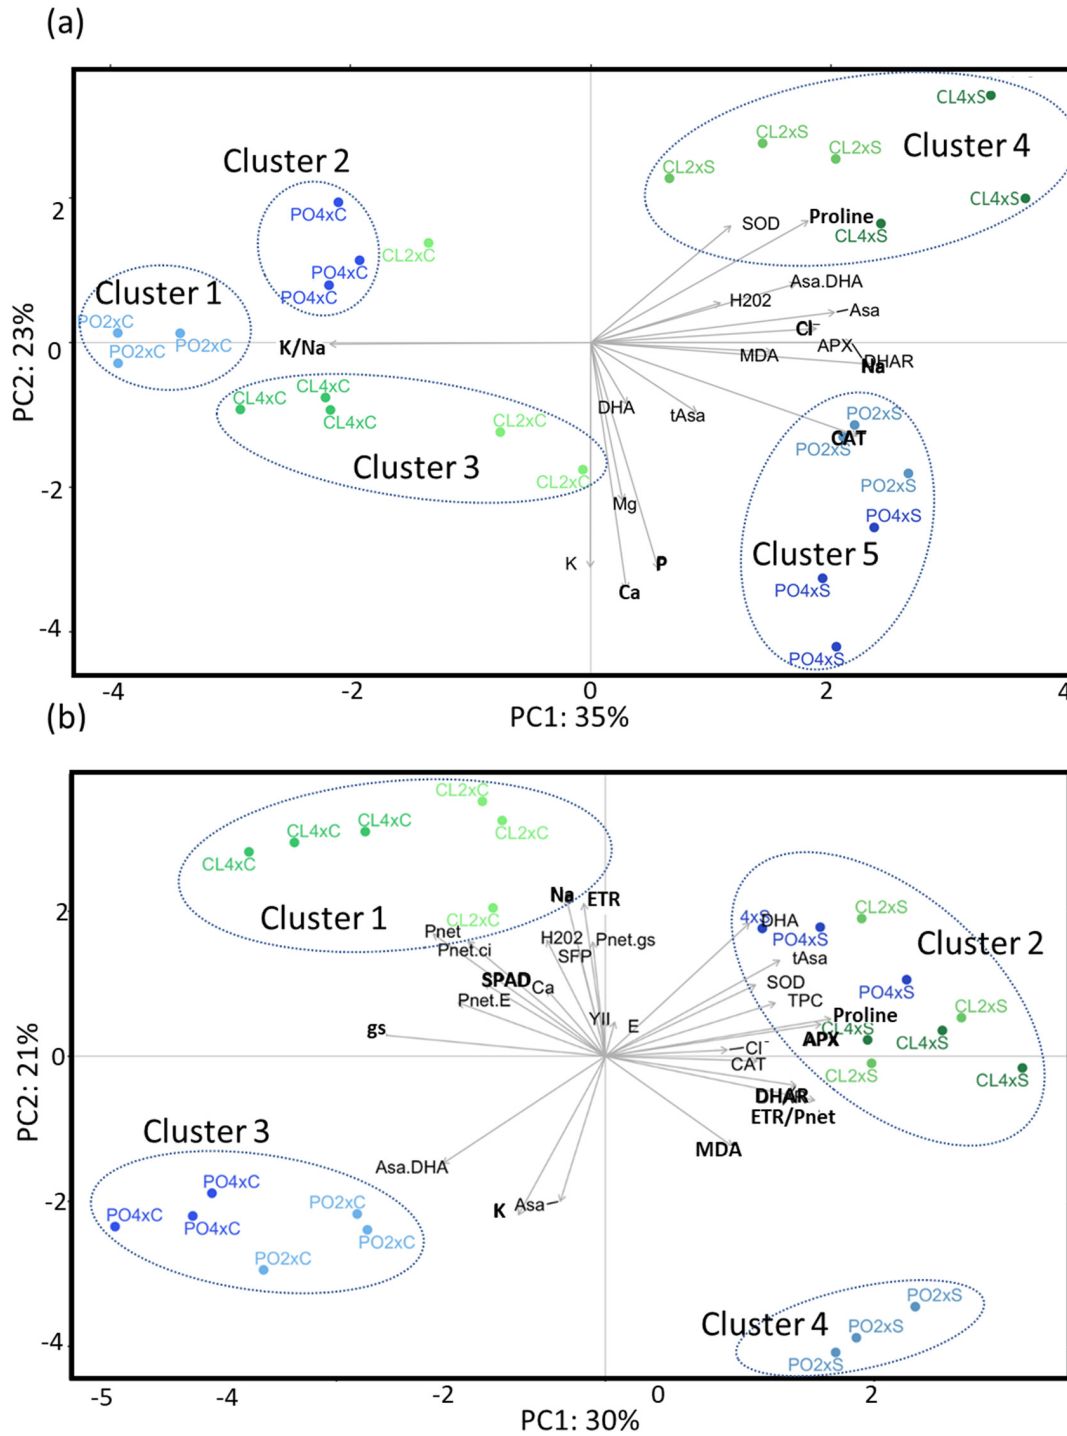 (a)
CL4xS
CL2xS
CL2xS
Cluster 4
Cluster 2
CL2xS
PO4xC
CL4xS
2
SOD
Proline
CL4xS
CL2xC
PO4xC
PO4xC
Asa.DHA
Cluster 1
H202
Asa
PO2xC
Cl-
PO2xC
PO2xC
K/Na
APX
MDA
DHAR
Na
0
PC2: 23%
CL4xC
CL4xC
CL4xC
DHA
tAsa
PO2xS
CL2xC
CAT
PO2xS
Cluster 3
CL2xC
PO2xS
-2
Mg
PO4xS
K
P
Cluster 5
Ca
PO4xS
-4
PO4xS
-4
-2
0
2
4
PC1: 35%
(b)
CL2xC
CL4xC
CL4xC
CL2xC
CL4xC
Na
ETR
2
Cluster 1
CL2xC
4xS
DHA
CL2xS
Pnet
H202
Pnet.gs
PO4xS
Cluster 2
Pnet.ci
SFP
tAsa
SPAD
Ca
SOD
PO4xS
Pnet.E
TPC
CL2xS
YII
E
Proline
gs
CL4xS
APX
CL4xS
0
Cl-
CAT
CL2xS
CL4xS
PC2: 21%
DHAR
ETR/Pnet
Cluster 3
MDA
Asa.DHA
PO4xC
-2
PO2xC
K
Asa
PO4xC
PO4xC
PO2xC
PO2xC
PO2xS
Cluster 4
PO2xS
-4
PO2xS
-5
-4
-2
0
2
PC1: 30%